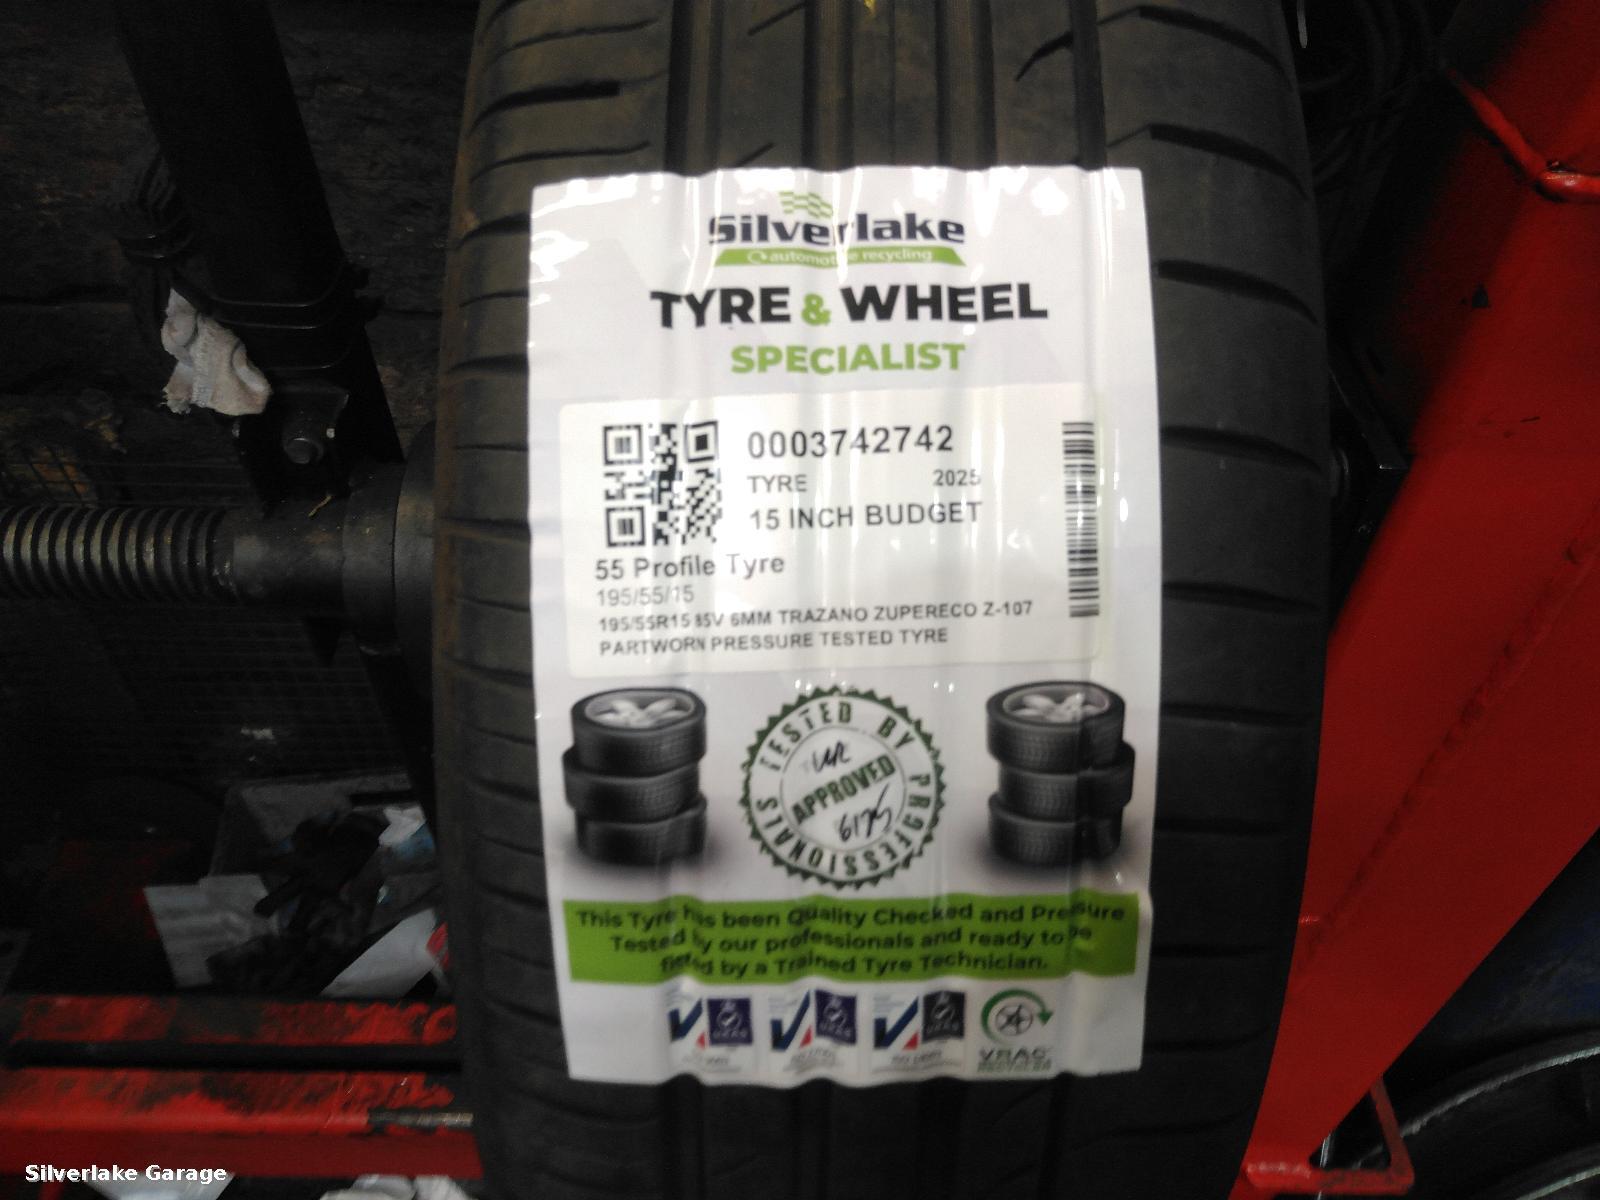 Silverlake
automotive recycling
TYRE & WHEEL
SPECIALIST
0003742742
TYRE 2025
15 INCH BUDGET
55 Profile Tyre
195/55/15
195/55R15 85V 6MM TRAZANO ZUPERECO Z-107
PARTWORN PRESSURE TESTED TYRE
TESTED BY PROFESSIONALS
APPROVED
This Tyre has been Quality Checked and Pressure
Tested by our professionals and ready to be
fitted by a Trained Tyre Technician.
VRAC
Silverlake Garage